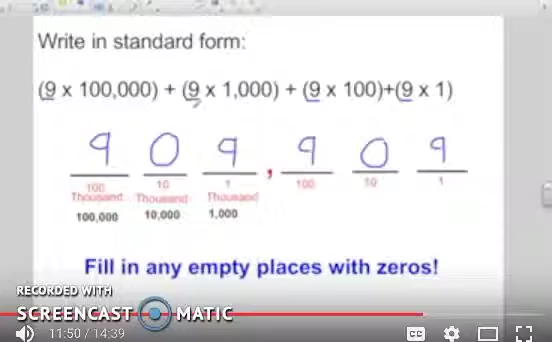 Write in standard form:
(9 x 100,000) + (9 x 1,000) + (9 x 100)+(9 x 1)
9 0 9 , 9 0 9
100 10 1 100 10 1
Thousand Thousand Thousand
100,000 10,000 1,000
Fill in any empty places with zeros!
RECORDED WITH
SCREENCAST MATIC
11:50 / 14:39 CC